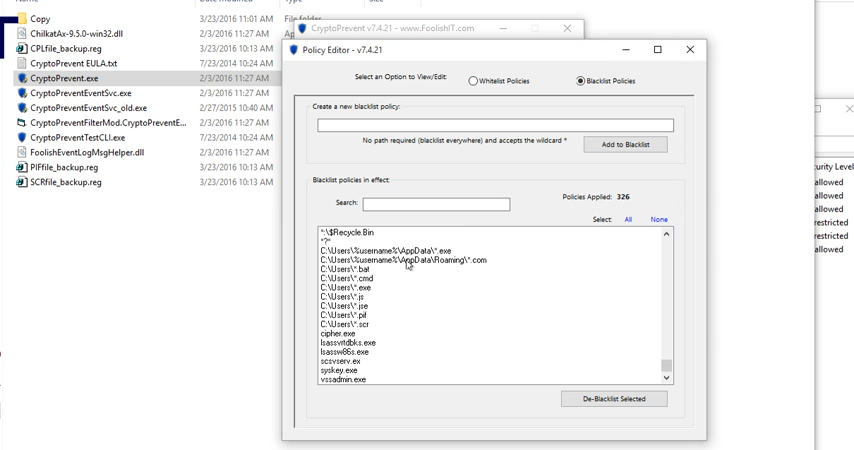 Copy 3/23/2016 11:01 AM File folder
ChilkatAx-9.5.0-win32.dll 2/3/2016 11:27 AM
CPLfile_backup.reg 3/23/2016 10:13 AM
CryptoPrevent EULA.txt 7/23/2014 10:24 AM
CryptoPrevent.exe 2/3/2016 11:27 AM
CryptoPreventEventSvc.exe 2/3/2016 11:27 AM
CryptoPreventEventSvc_old.exe 2/27/2015 10:40 AM
CryptoPreventFilterMod.CryptoPreventE... 2/3/2016 11:27 AM
CryptoPreventTestCLI.exe 7/23/2014 10:24 AM
FoolishEventLogMsgHelper.dll 2/3/2016 11:27 AM
PIFfile_backup.reg 3/23/2016 10:13 AM
SCRfile_backup.reg 3/23/2016 10:13 AM
CryptoPrevent v7.4.21 - www.FoolishIT.com
Policy Editor - v7.4.21
Select an Option to View/Edit: Whitelist Policies Blacklist Policies
Create a new blacklist policy:
No path required (blacklist everywhere) and accepts the wildcard * Add to Blacklist
Blacklist policies in effect:
Search: Policies Applied: 326
Select: All None
*:\$Recycle.Bin
*?*
C:\Users\%username%\AppData\*.exe
C:\Users\%username%\AppData\Roaming\*.com
C:\Users\*.bat
C:\Users\*.cmd
C:\Users\*.exe
C:\Users\*.js
C:\Users\*.jse
C:\Users\*.pif
C:\Users\*.scr
cipher.exe
lsassvrtdbks.exe
lsassw86s.exe
scsvserv.ex
syskey.exe
vssadmin.exe
De-Blacklist Selected
curity Level
allowed
allowed
allowed
restricted
restricted
allowed